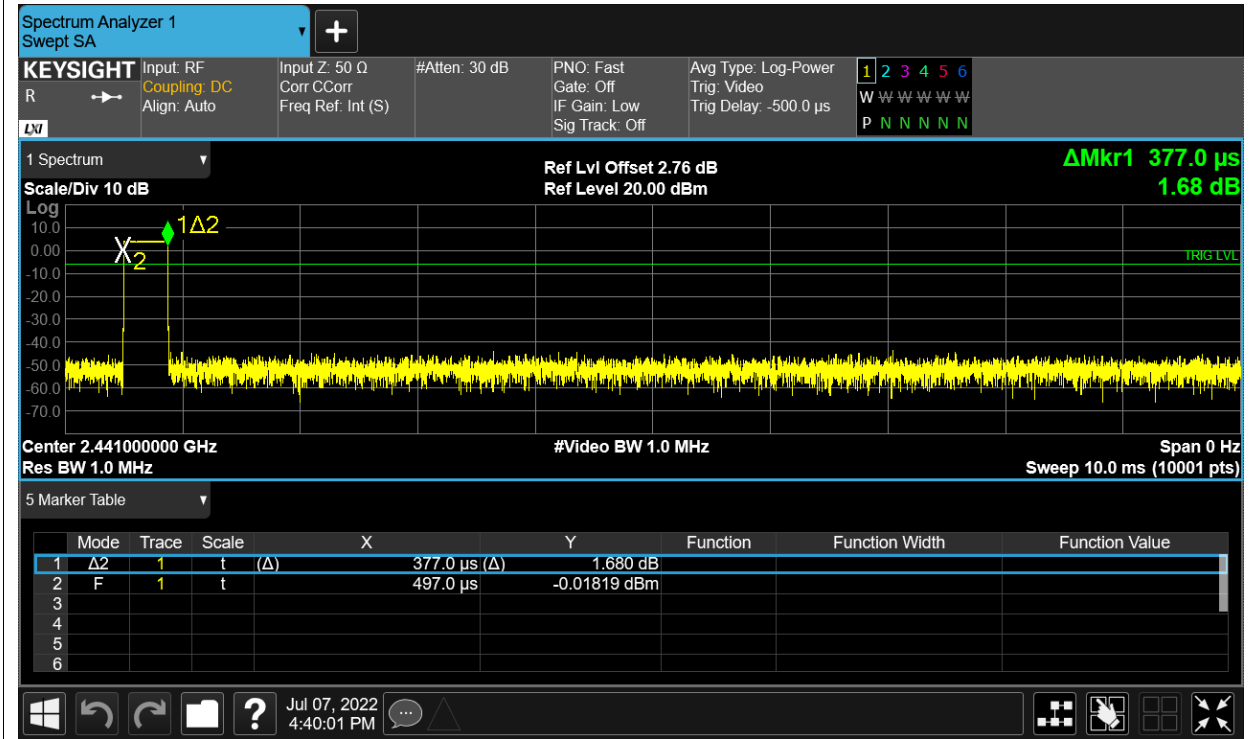 Spectrum Analyzer 1
Swept SA
KEYSIGHT Input: RF Input Z: 50 Ω #Atten: 30 dB PNO: Fast Avg Type: Log-Power 1 2 3 4 5 6
R Coupling: DC Corr CCorr Gate: Off Trig: Video W W W W W W
Align: Auto Freq Ref: Int (S) IF Gain: Low Trig Delay: -500.0 µs P N N N N N
LXI Sig Track: Off
1 Spectrum Ref Lvl Offset 2.76 dB ΔMkr1 377.0 µs
Scale/Div 10 dB Ref Level 20.00 dBm 1.68 dB
Log
10.0 1Δ2
0.00 X 2 TRIG LVL
-10.0
-20.0
-30.0
-40.0
-50.0
-60.0
-70.0
Center 2.441000000 GHz #Video BW 1.0 MHz Span 0 Hz
Res BW 1.0 MHz Sweep 10.0 ms (10001 pts)
5 Marker Table
Mode Trace Scale X Y Function Function Width Function Value
1 Δ2 1 t (Δ) 377.0 µs (Δ) 1.680 dB
2 F 1 t 497.0 µs -0.01819 dBm
3
4
5
6
? Jul 07, 2022
4:40:01 PM